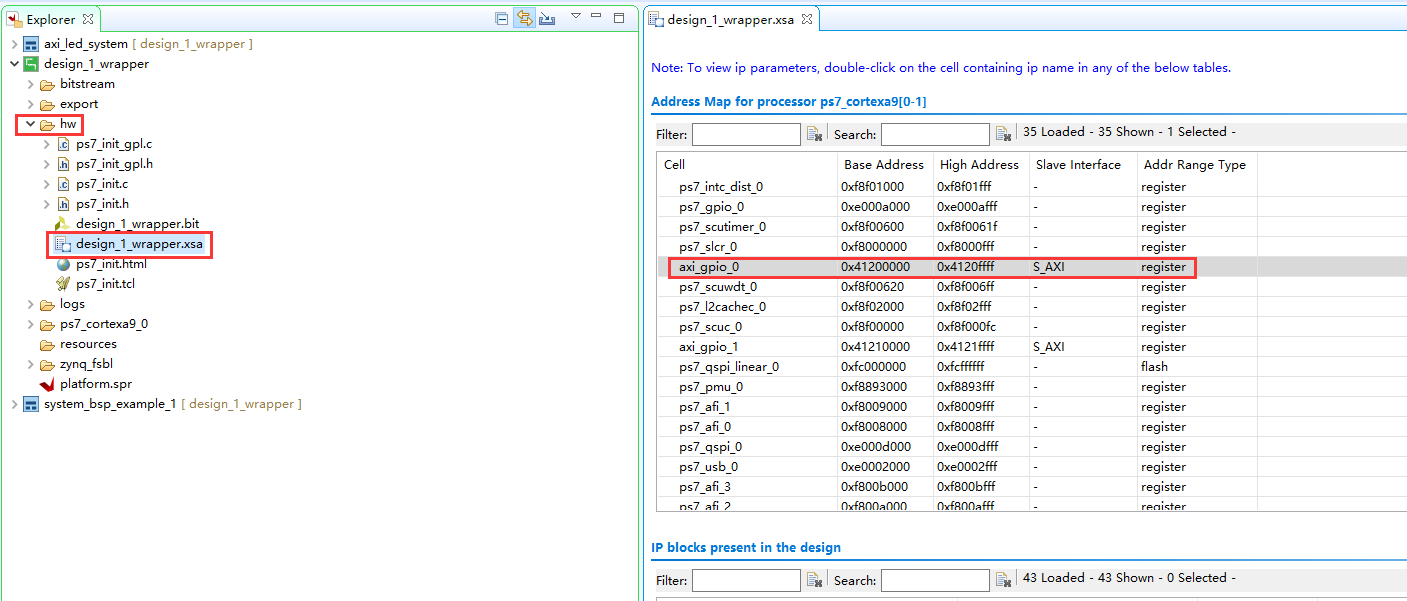 Explorer
axi_led_system [ design_1_wrapper ]
design_1_wrapper
bitstream
export
hw
ps7_init_gpl.c
ps7_init_gpl.h
ps7_init.c
ps7_init.h
design_1_wrapper.bit
design_1_wrapper.xsa
ps7_init.html
ps7_init.tcl
logs
ps7_cortexa9_0
resources
zynq_fsbl
platform.spr
system_bsp_example_1 [ design_1_wrapper ]
design_1_wrapper.xsa
Note: To view ip parameters, double-click on the cell containing ip name in any of the below tables.
Address Map for processor ps7_cortexa9[0-1]
Filter: Search: 35 Loaded - 35 Shown - 1 Selected -
Cell Base Address High Address Slave Interface Addr Range Type
ps7_intc_dist_0 0xf8f01000 0xf8f01fff - register
ps7_gpio_0 0xe000a000 0xe000afff - register
ps7_scutimer_0 0xf8f00600 0xf8f0061f - register
ps7_slcr_0 0xf8000000 0xf8000fff - register
axi_gpio_0 0x41200000 0x4120ffff S_AXI register
ps7_scuwdt_0 0xf8f00620 0xf8f006ff - register
ps7_l2cachec_0 0xf8f02000 0xf8f02fff - register
ps7_scuc_0 0xf8f00000 0xf8f000fc - register
axi_gpio_1 0x41210000 0x4121ffff S_AXI register
ps7_qspi_linear_0 0xfc000000 0xfcffffff - flash
ps7_pmu_0 0xf8893000 0xf8893fff - register
ps7_afi_1 0xf8009000 0xf8009fff - register
ps7_afi_0 0xf8008000 0xf8008fff - register
ps7_qspi_0 0xe000d000 0xe000dfff - register
ps7_usb_0 0xe0002000 0xe0002fff - register
ps7_afi_3 0xf800b000 0xf800bfff - register
ps7_afi_2 0xf800a000 0xf800afff - register
IP blocks present in the design
Filter: Search: 43 Loaded - 43 Shown - 0 Selected -